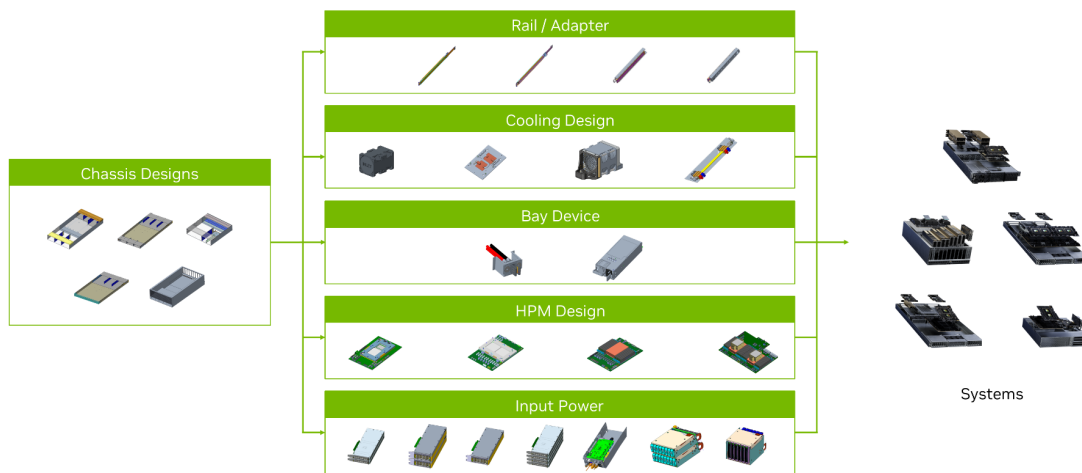 Rail / Adapter
Cooling Design
Chassis Designs
Bay Device
HPM Design
Systems
Input Power